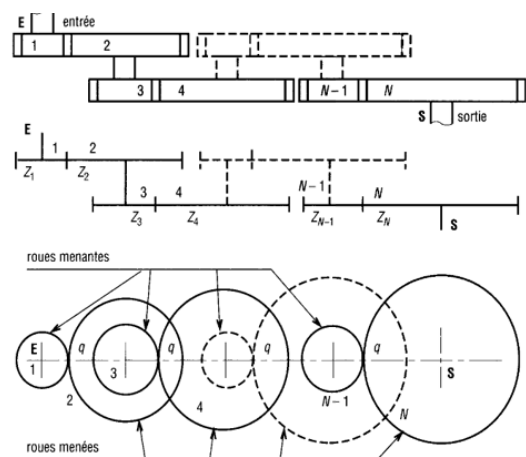 E entrée
1 2
3 4 N–1 N
S sortie
E 1 2
Z1 Z2
3 4 N–1 N
Z3 Z4 ZN–1 ZN
S
roues menantes
E q q q q
1 3 S
2 4 N–1 N
roues menées